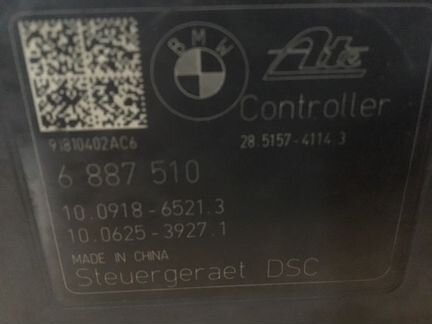 BMW
Ate
Controller
91810402AC6
28.5157-4114.3
6 887 510
10.0918-6521.3
10.0625-3927.1
MADE IN CHINA
Steuergeraet DSC